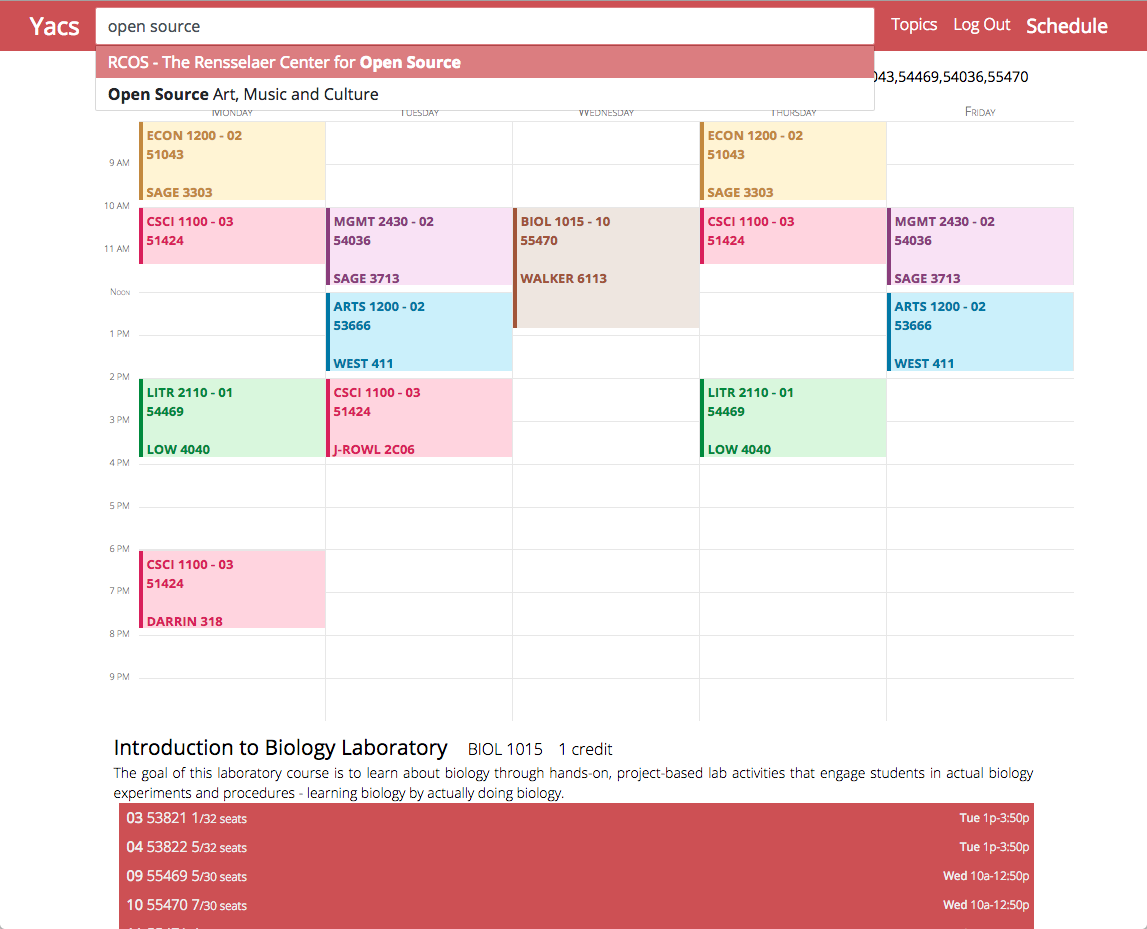 Yacs
open source
Topics
Log Out
Schedule
RCOS - The Rensselaer Center for Open Source
Open Source Art, Music and Culture
043,54469,54036,55470
Monday
Tuesday
Wednesday
Thursday
Friday
9 AM
10 AM
11 AM
Noon
1 PM
2 PM
3 PM
4 PM
5 PM
6 PM
7 PM
8 PM
9 PM
ECON 1200 - 02
51043
SAGE 3303
CSCI 1100 - 03
51424
LITR 2110 - 01
54469
LOW 4040
CSCI 1100 - 03
51424
DARRIN 318
MGMT 2430 - 02
54036
SAGE 3713
ARTS 1200 - 02
53666
WEST 411
CSCI 1100 - 03
51424
J-ROWL 2C06
BIOL 1015 - 10
55470
WALKER 6113
ECON 1200 - 02
51043
SAGE 3303
CSCI 1100 - 03
51424
LITR 2110 - 01
54469
LOW 4040
MGMT 2430 - 02
54036
SAGE 3713
ARTS 1200 - 02
53666
WEST 411
Introduction to Biology Laboratory BIOL 1015 1 credit
The goal of this laboratory course is to learn about biology through hands-on, project-based lab activities that engage students in actual biology
experiments and procedures - learning biology by actually doing biology.
03 53821 1/32 seats Tue 1p-3:50p
04 53822 5/32 seats Tue 1p-3:50p
09 55469 5/30 seats Wed 10a-12:50p
10 55470 7/30 seats Wed 10a-12:50p